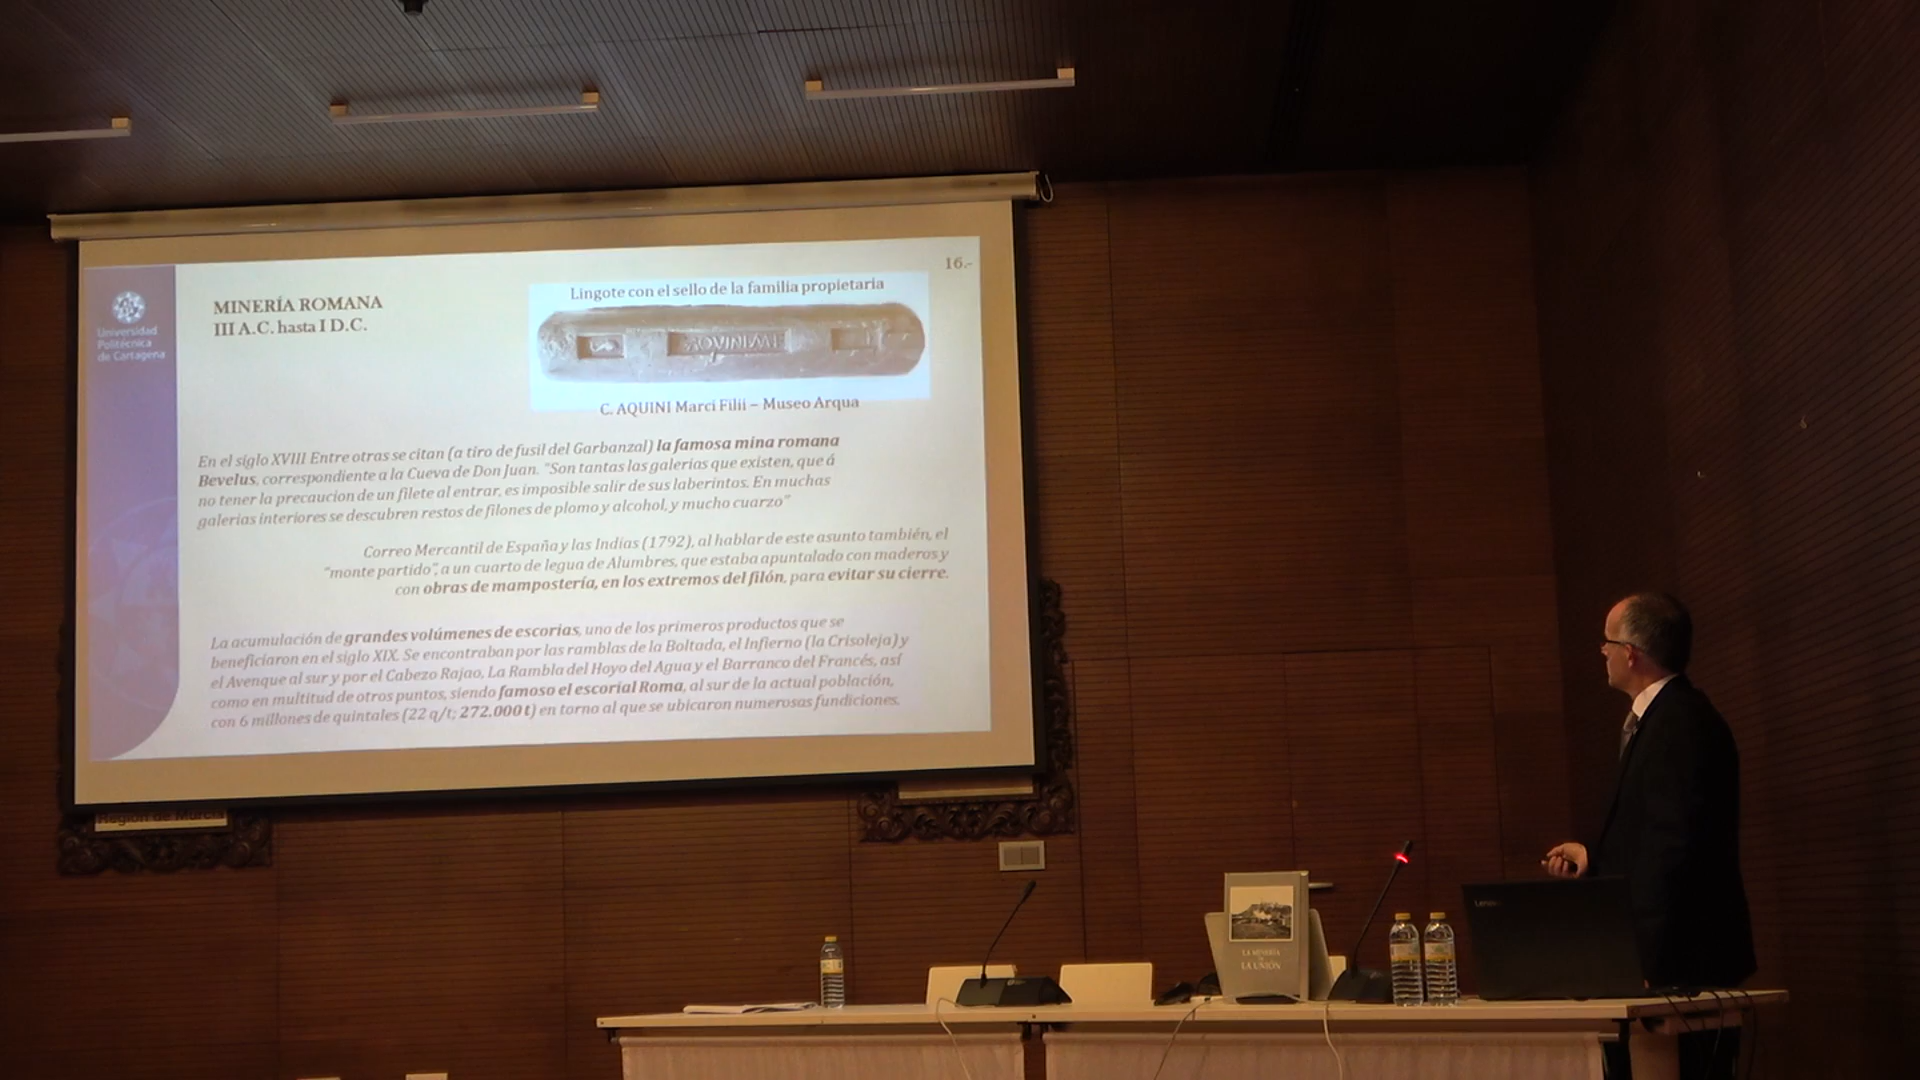 16.-
Universidad
Politécnica
de Cartagena
MINERÍA ROMANA
III A.C. hasta I D.C.
Lingote con el sello de la familia propietaria
C. AQUINI Marci Filii – Museo Arqua
En el siglo XVIII Entre otras se citan (a tiro de fusil del Garbanzal) la famosa mina romana
Bevelus, correspondiente a la Cueva de Don Juan. "Son tantas las galerías que existen, que á
no tener la precaucion de un filete al entrar, es imposible salir de sus laberintos. En muchas
galerias interiores se descubren restos de filones de plomo y alcohol, y mucho cuarzo"
Correo Mercantil de España y las Indias (1792), al hablar de este asunto también, el
"monte partido", a un cuarto de legua de Alumbres, que estaba apuntalado con maderos y
con obras de mampostería, en los extremos del filón, para evitar su cierre.
La acumulación de grandes volúmenes de escorias, uno de los primeros productos que se
beneficiaron en el siglo XIX. Se encontraban por las ramblas de la Boltada, el Infierno (la Crisoleja) y
el Avenque al sur y por el Cabezo Rajao, La Rambla del Hoyo del Agua y el Barranco del Francés, así
como en multitud de otros puntos, siendo famoso el escorial Roma, al sur de la actual población,
con 6 millones de quintales (22 q/t; 272.000 t) en torno al que se ubicaron numerosas fundiciones.
Región de Murcia
LA MINERÍA
LA UNIÓN
Lenovo